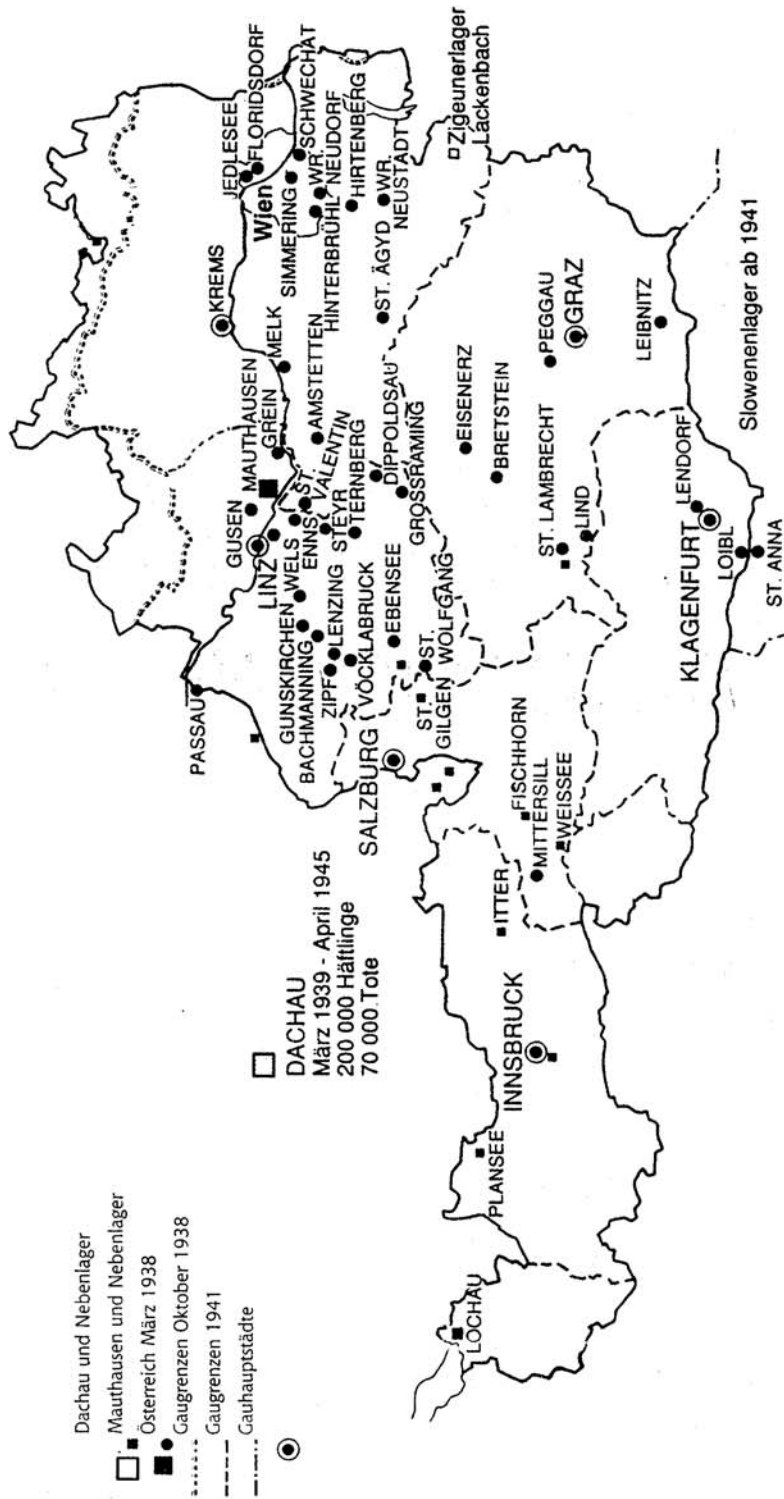 Dachau und Nebenlager
Mauthausen und Nebenlager
Österreich März 1938
Gaugrenzen Oktober 1938
Gaugrenzen 1941
Gauhauptstädte
DACHAU
März 1939 - April 1945
200 000 Häftlinge
70 000 Tote
LOCHAU
PLANSEE
INNSBRUCK
ITTER
MITTERSILL
FISCHHORN
WEISSEE
SALZBURG
ST.
GILGEN
ST.
WOLFGANG
PASSAU
GUNSKIRCHEN
BACHMANNING
ZIPF
LENZING
VÖCKLABRUCK
EBENSEE
WELS
LINZ
GUSEN
MAUTHAUSEN
GREIN
ENNS
ST.
VALENTIN
STEYR
TERNBERG
AMSTETTEN
DIPPOLDSAU
GROSSRAMING
MELK
KREMS
JEDLESEE
FLORIDSDORF
Wien
SIMMERING
SCHWECHAT
WR.
NEUDORF
HINTERBRÜHL
HIRTENBERG
ST. ÄGYD
WR.
NEUSTADT
Zigeunerlager
Lackenbach
EISENERZ
BRETSTEIN
PEGGAU
GRAZ
LEIBNITZ
ST. LAMBRECHT
LIND
LENDORF
KLAGENFURT
LOIBL
ST. ANNA
Slowenenlager ab 1941